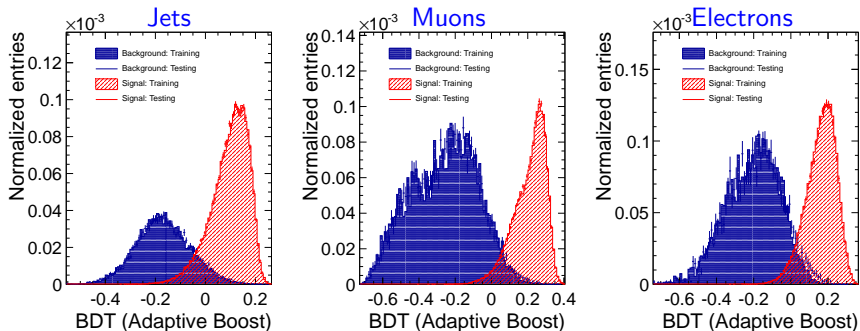 Jets
×10⁻³
Normalized entries
0.14
0.12
0.1
0.08
0.06
0.04
0.02
0
Background: Training
Background: Testing
Signal: Training
Signal: Testing
−0.4 −0.2 0 0.2
BDT (Adaptive Boost)
Muons
×10⁻³
Normalized entries
0.14
0.12
0.1
0.08
0.06
0.04
0.02
0
Background: Training
Background: Testing
Signal: Training
Signal: Testing
−0.6 −0.4 −0.2 0 0.2 0.4
BDT (Adaptive Boost)
Electrons
×10⁻³
Normalized entries
0.15
0.1
0.05
0
Background: Training
Background: Testing
Signal: Training
Signal: Testing
−0.6 −0.4 −0.2 0 0.2
BDT (Adaptive Boost)